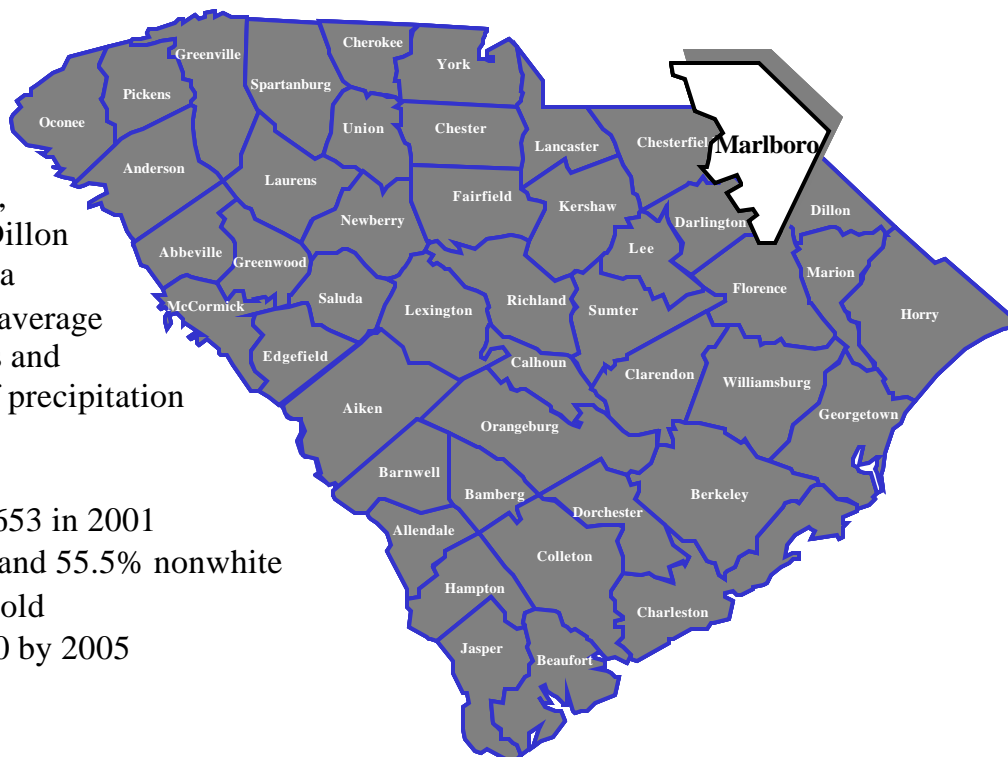 Cherokee
Greenville
York
Spartanburg
Pickens
Oconee
Union
Chester
Chesterfiel
Marlboro
Lancaster
Anderson
Laurens
Fairfield
Kershaw
Dillon
Newberry
Darlington
,
Dillon
Lee
Abbeville
Greenwood
a
Marion
Florence
McCormick
Saluda
Richland
Lexington
Sumter
Horry
average
Edgefield
s and
Calhoun
Clarendon
Williamsburg
f precipitation
Aiken
Georgetown
Orangeburg
Barnwell
Bamberg
Berkeley
Dorchester
653 in 2001
Allendale
Colleton
and 55.5% nonwhite
Hampton
old
Charleston
0 by 2005
Jasper
Beaufort